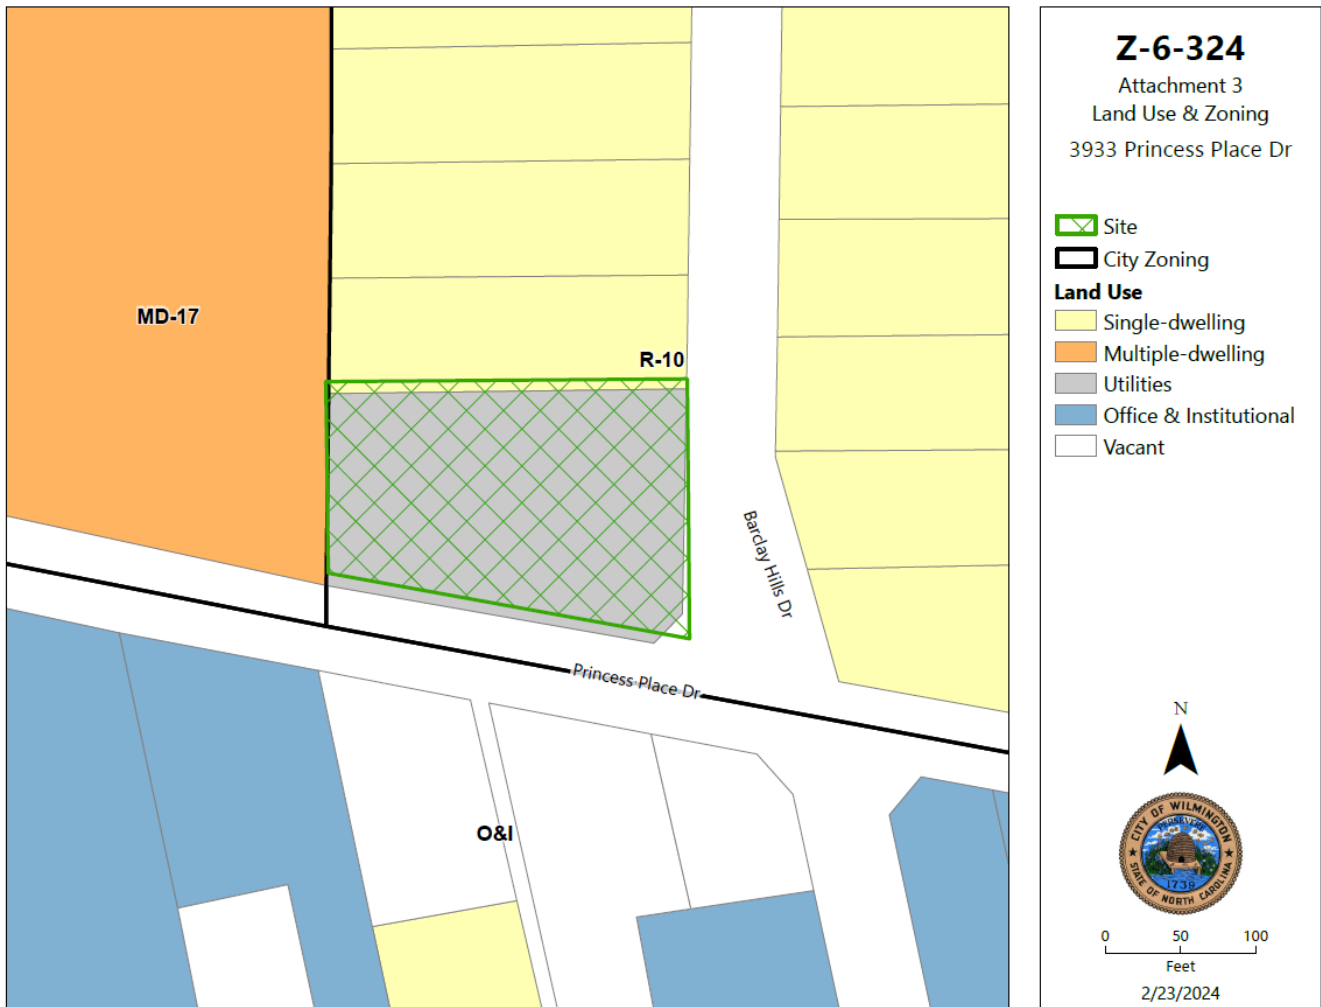 Z-6-324
Attachment 3
Land Use & Zoning
3933 Princess Place Dr
Site
City Zoning
Land Use
Single-dwelling
Multiple-dwelling
Utilities
Office & Institutional
Vacant
MD-17
R-10
Barclay Hills Dr
Princess Place Dr
O&I
N
CITY OF WILMINGTON
PERSEVERE
1739
STATE OF NORTH CAROLINA
0 50 100
Feet
2/23/2024